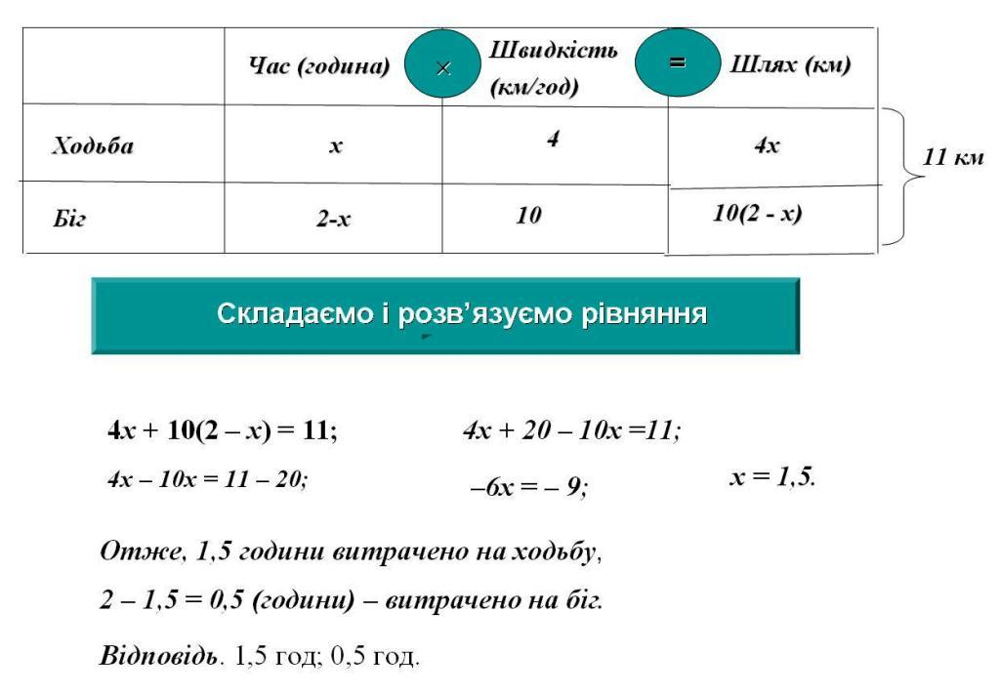 Час (година) × Швидкість (км/год) = Шлях (км)
Ходьба x 4 4x
11 км
Біг 2-x 10 10(2 - x)
Складаємо і розв’язуємо рівняння
4x + 10(2 – x) = 11; 4x + 20 – 10x =11;
4x – 10x = 11 – 20; –6x = – 9; x = 1,5.
Отже, 1,5 години витрачено на ходьбу,
2 – 1,5 = 0,5 (години) – витрачено на біг.
Відповідь. 1,5 год; 0,5 год.